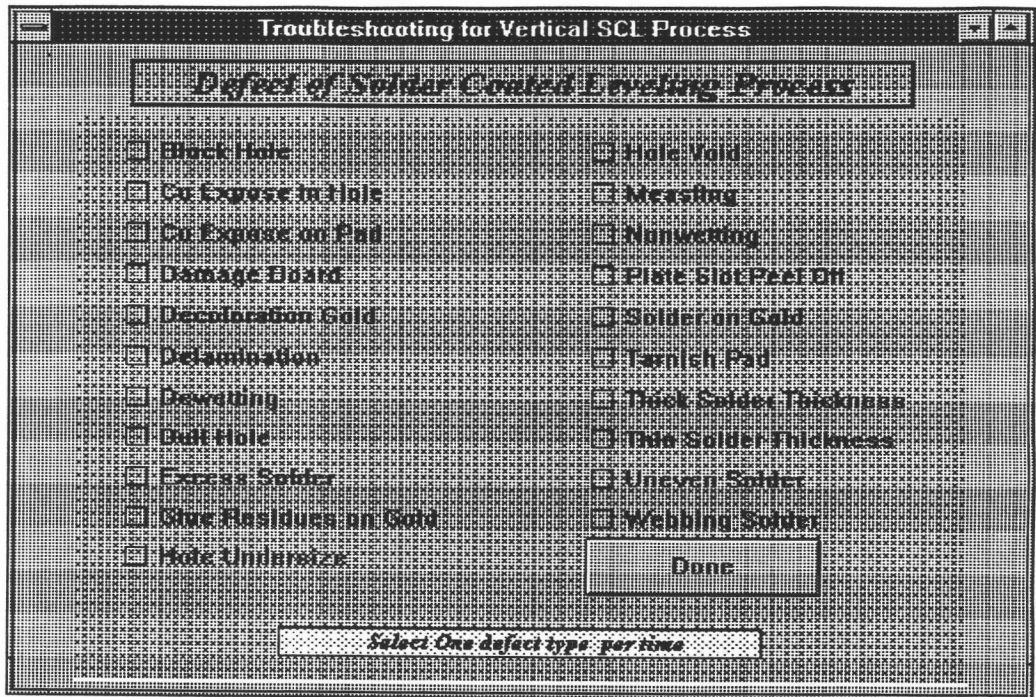 Troubleshooting for Vertical SCL Process
Defect of Solder Coated Leveling Process
Block Hole
Cu Expose in Hole
Cu Expose on Pad
Damage Board
Decoloration Gold
Delamination
Dewetting
Dull Hole
Excess Solder
Glue Residues on Gold
Hole Undersize
Hole Void
Measling
Nonwetting
Plate Slot Peel Off
Solder on Gold
Tarnish Pad
Thick Solder Thickness
Thin Solder Thickness
Uneven Solder
Webbing Solder
Done
Select One defect type per time